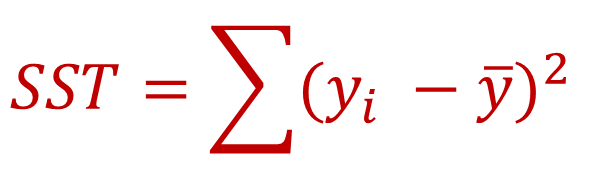 SST = ∑(yᵢ − ȳ)²